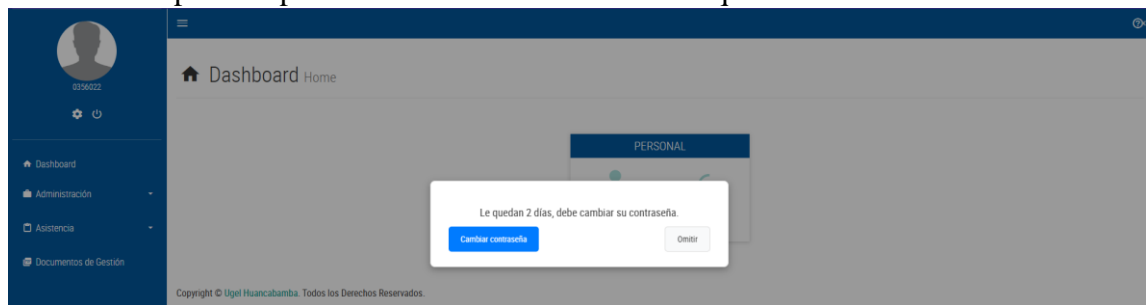 0356022
Dashboard
Administración
Asistencia
Documentos de Gestión
Dashboard Home
PERSONAL
Le quedan 2 días, debe cambiar su contraseña.
Cambiar contraseña
Omitir
Copyright © Ugel Huancabamba. Todos los Derechos Reservados.